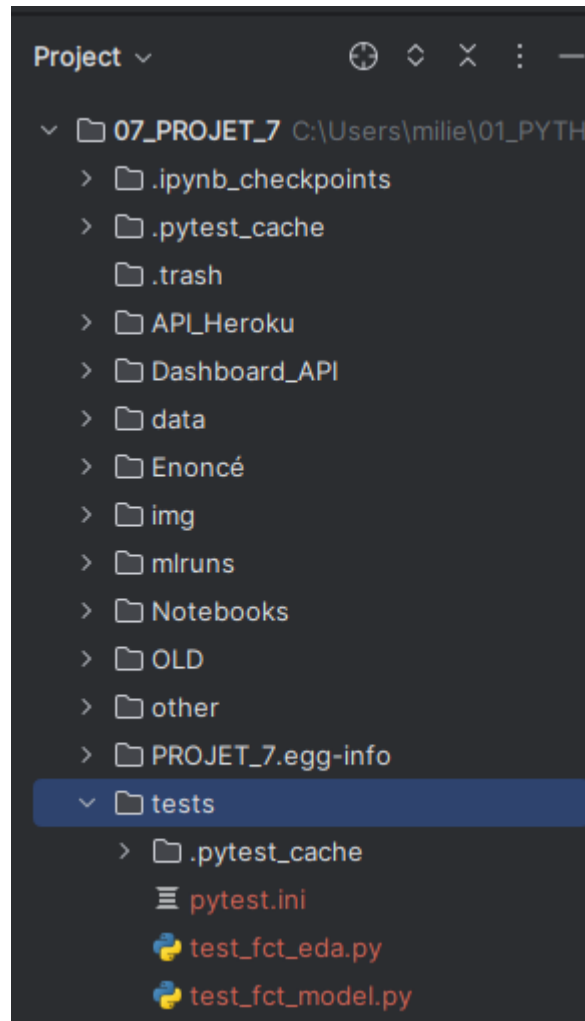 Project
07_PROJET_7 C:\Users\milie\01_PYTH
.ipynb_checkpoints
.pytest_cache
.trash
API_Heroku
Dashboard_API
data
Enoncé
img
mlruns
Notebooks
OLD
other
PROJET_7.egg-info
tests
.pytest_cache
pytest.ini
test_fct_eda.py
test_fct_model.py